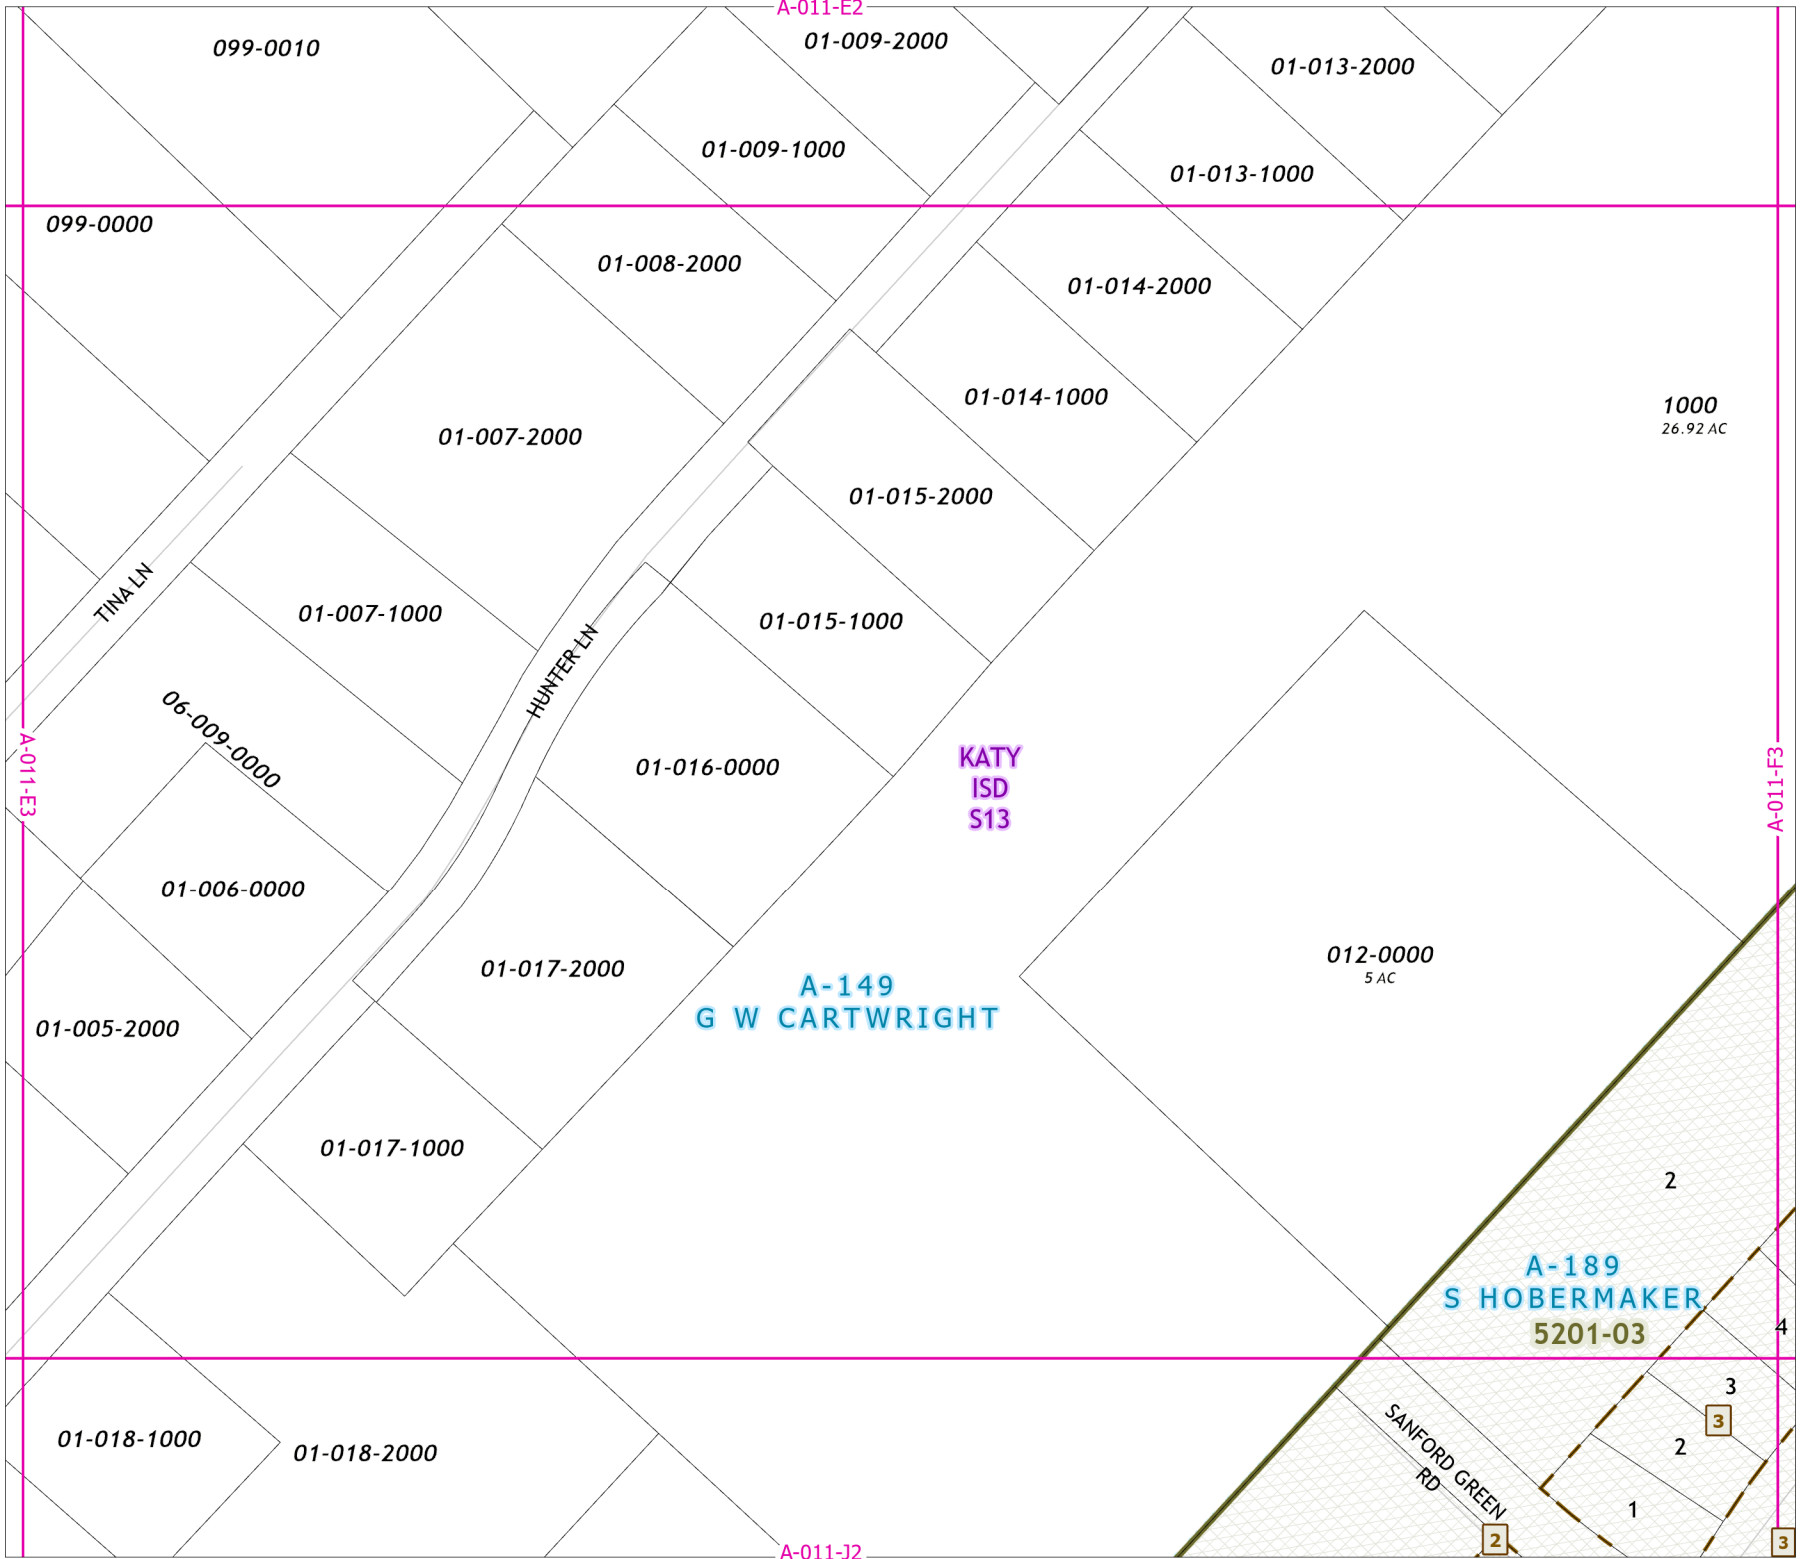 A-011-E2
099-0010
01-009-2000
01-013-2000
01-009-1000
01-013-1000
099-0000
01-008-2000
01-014-2000
01-014-1000
1000
26.92 AC
01-007-2000
01-015-2000
TINA LN
01-007-1000
01-015-1000
HUNTER LN
06-009-0000
A-011-E3
01-016-0000
KATY
ISD
S13
A-011-F3
01-006-0000
01-017-2000
012-0000
5 AC
A-149
G W CARTWRIGHT
01-005-2000
01-017-1000
2
A-189
S HOBERMAKER
5201-03
4
3
3
2
01-018-1000
01-018-2000
SANFORD GREEN
RD
1
2
3
A-011-J2